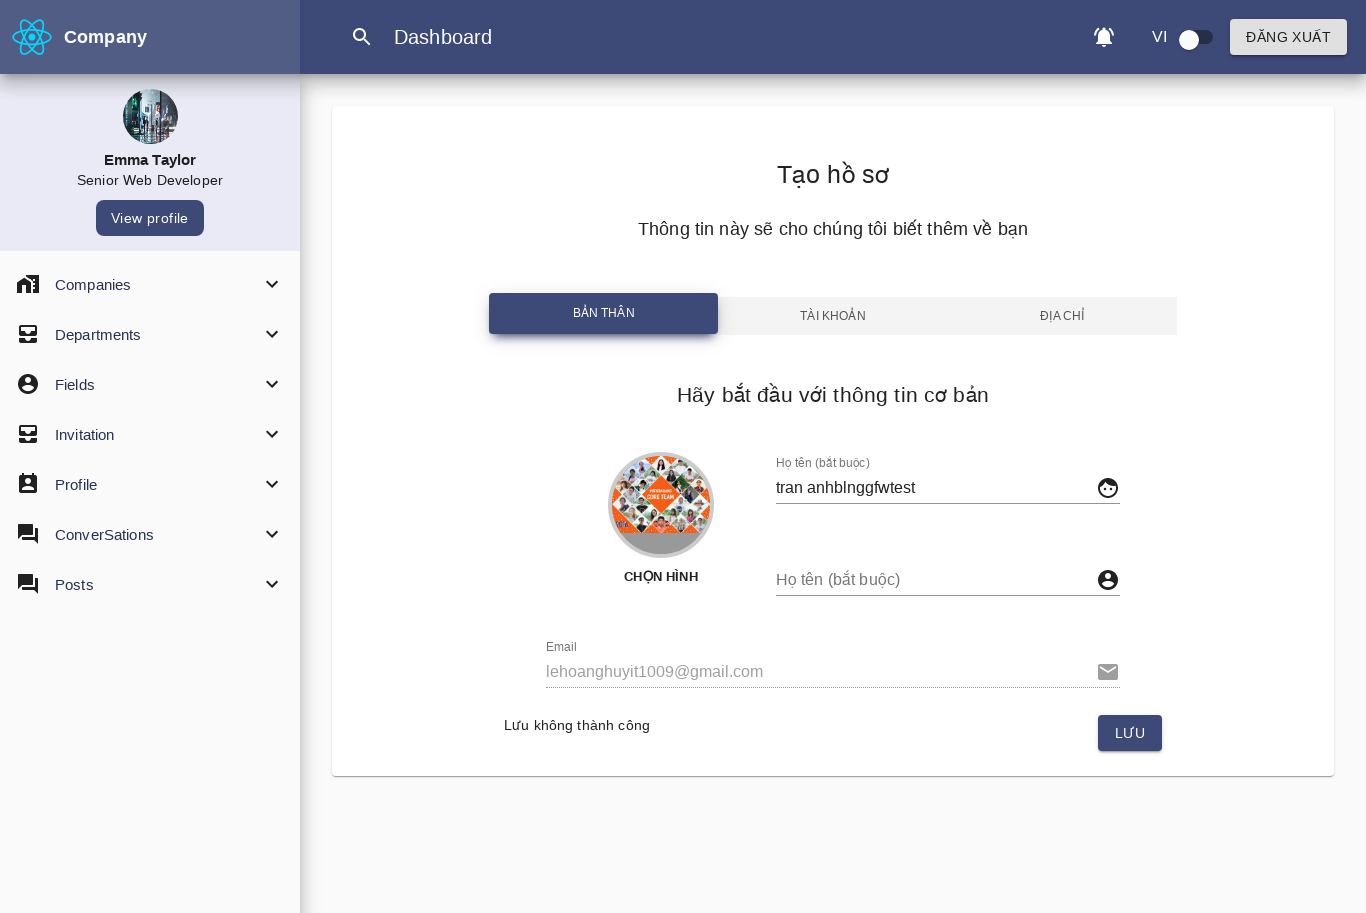 Company
Dashboard
VI
ĐĂNG XUẤT
Emma Taylor
Senior Web Developer
View profile
Companies
Departments
Fields
Invitation
Profile
ConverSations
Posts
Tạo hồ sơ
Thông tin này sẽ cho chúng tôi biết thêm về bạn
BẢN THÂN
TÀI KHOẢN
ĐỊA CHỈ
Hãy bắt đầu với thông tin cơ bản
CORE TEAM
CHỌN HÌNH
Họ tên (bắt buộc)
tran anhblnggfwtest
Họ tên (bắt buộc)
Email
lehoanghuyit1009@gmail.com
Lưu không thành công
LƯU